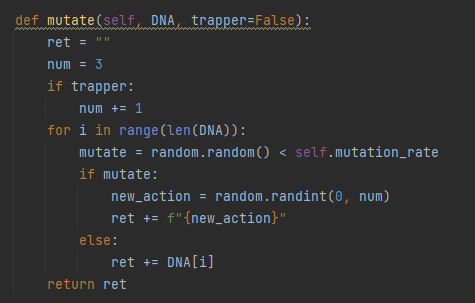 def mutate(self, DNA, trapper=False):
    ret = ""
    num = 3
    if trapper:
        num += 1
    for i in range(len(DNA)):
        mutate = random.random() < self.mutation_rate
        if mutate:
            new_action = random.randint(0, num)
            ret += f"{new_action}"
        else:
            ret += DNA[i]
    return ret